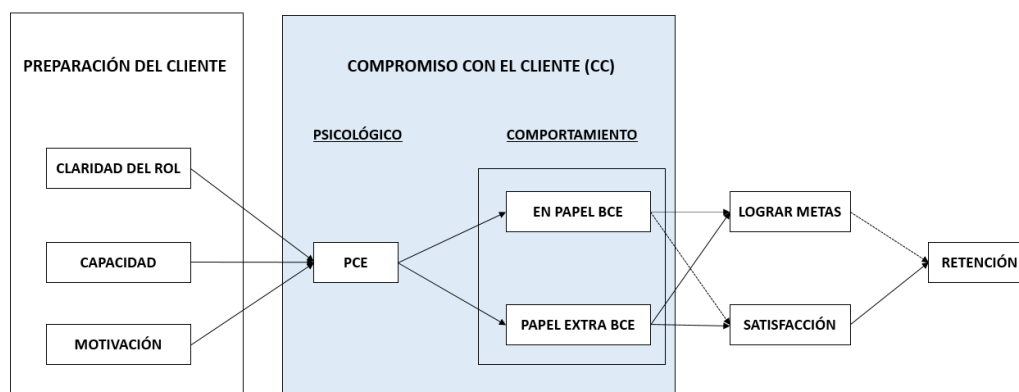 PREPARACIÓN DEL CLIENTE
COMPROMISO CON EL CLIENTE (CC)
PSICOLÓGICO
COMPORTAMIENTO
CLARIDAD DEL ROL
CAPACIDAD
MOTIVACIÓN
PCE
EN PAPEL BCE
PAPEL EXTRA BCE
LOGRAR METAS
SATISFACCIÓN
RETENCIÓN